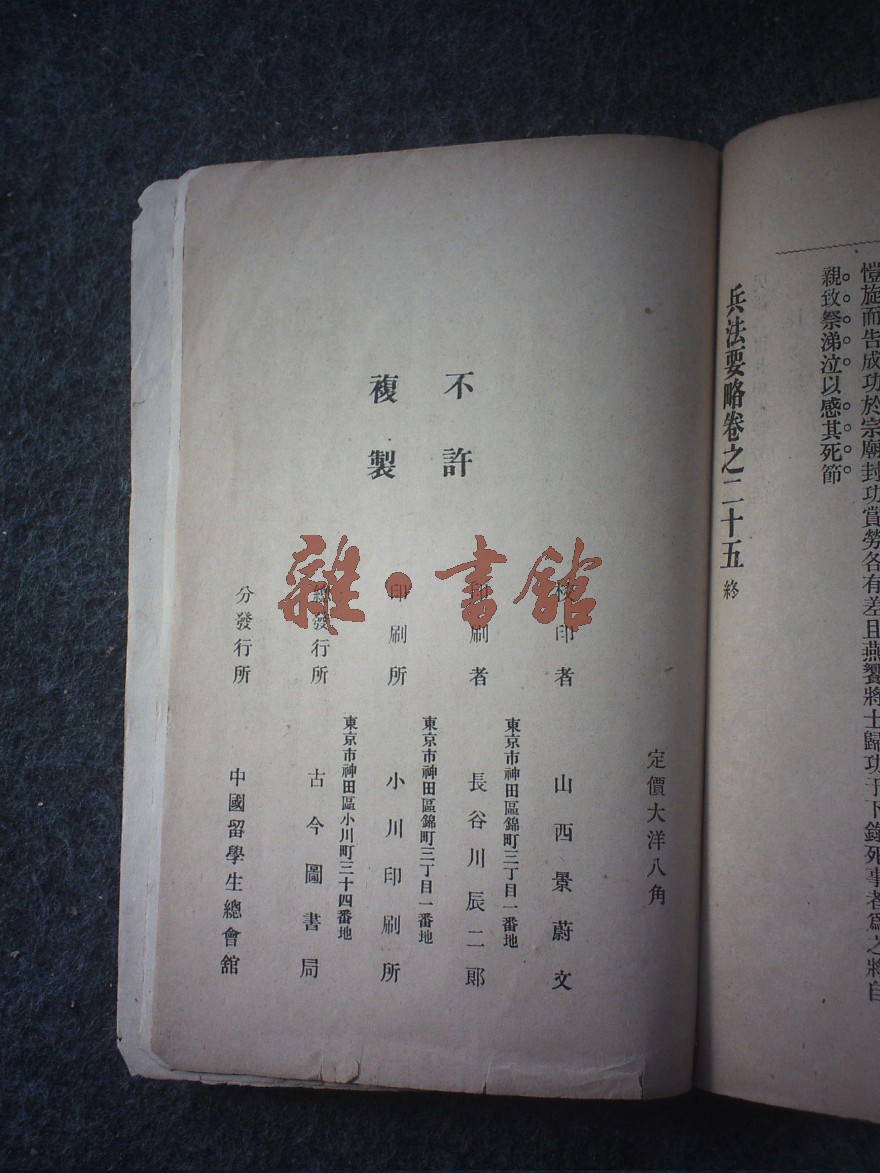 愷旋而告成功於宗廟封功賞勞各有差且燕饗將士歸功于下錄死事者爲之將自
親致祭涕泣以感其死節
兵法要略卷之二十五終
不許
複製
雜·書館
定價大洋八角
校印者 山西景蔚文
東京市神田區錦町三丁目一番地
印刷者 長谷川辰二郎
東京市神田區錦町三丁目一番地
印刷所 小川印刷所
東京市神田區小川町三十四番地
總發行所 古今圖書局
分發行所 中國留學生總會舘